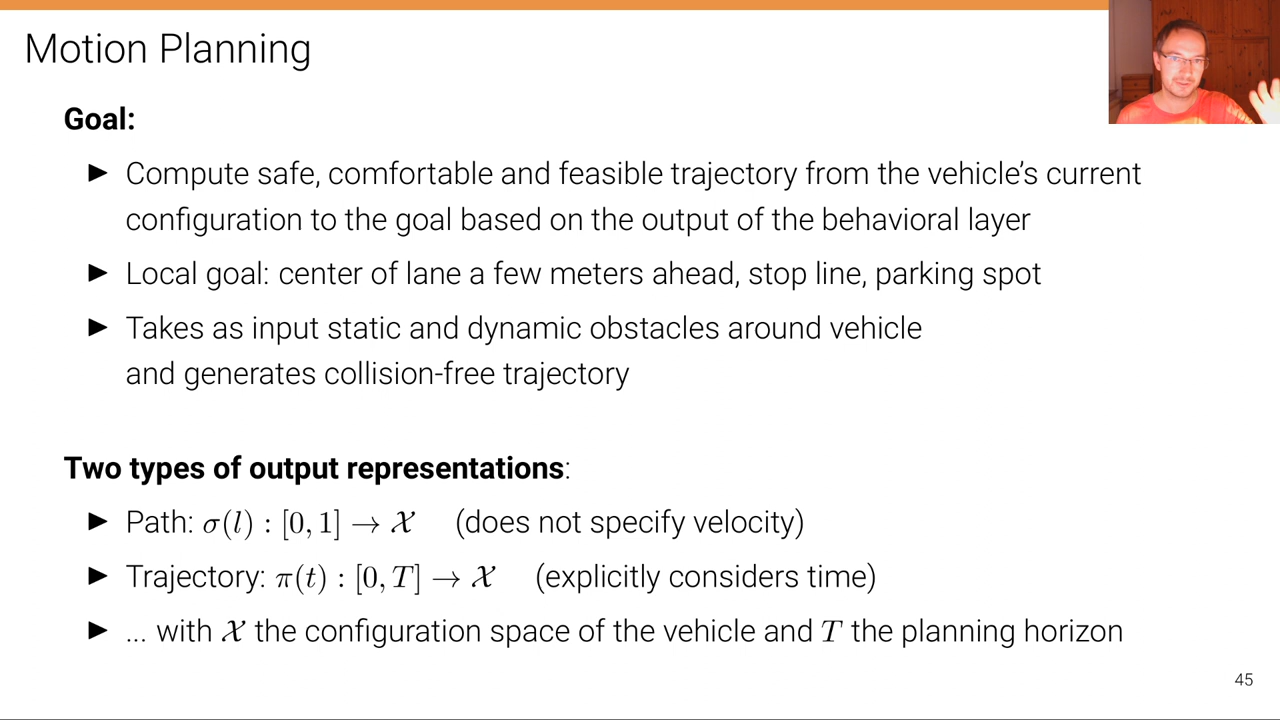 Motion Planning
Goal:
▶ Compute safe, comfortable and feasible trajectory from the vehicle’s current
configuration to the goal based on the output of the behavioral layer
▶ Local goal: center of lane a few meters ahead, stop line, parking spot
▶ Takes as input static and dynamic obstacles around vehicle
and generates collision-free trajectory
Two types of output representations:
▶ Path: σ(l) : [0, 1] → 𝒳 (does not specify velocity)
▶ Trajectory: π(t) : [0, T] → 𝒳 (explicitly considers time)
▶ ... with 𝒳 the configuration space of the vehicle and T the planning horizon
45